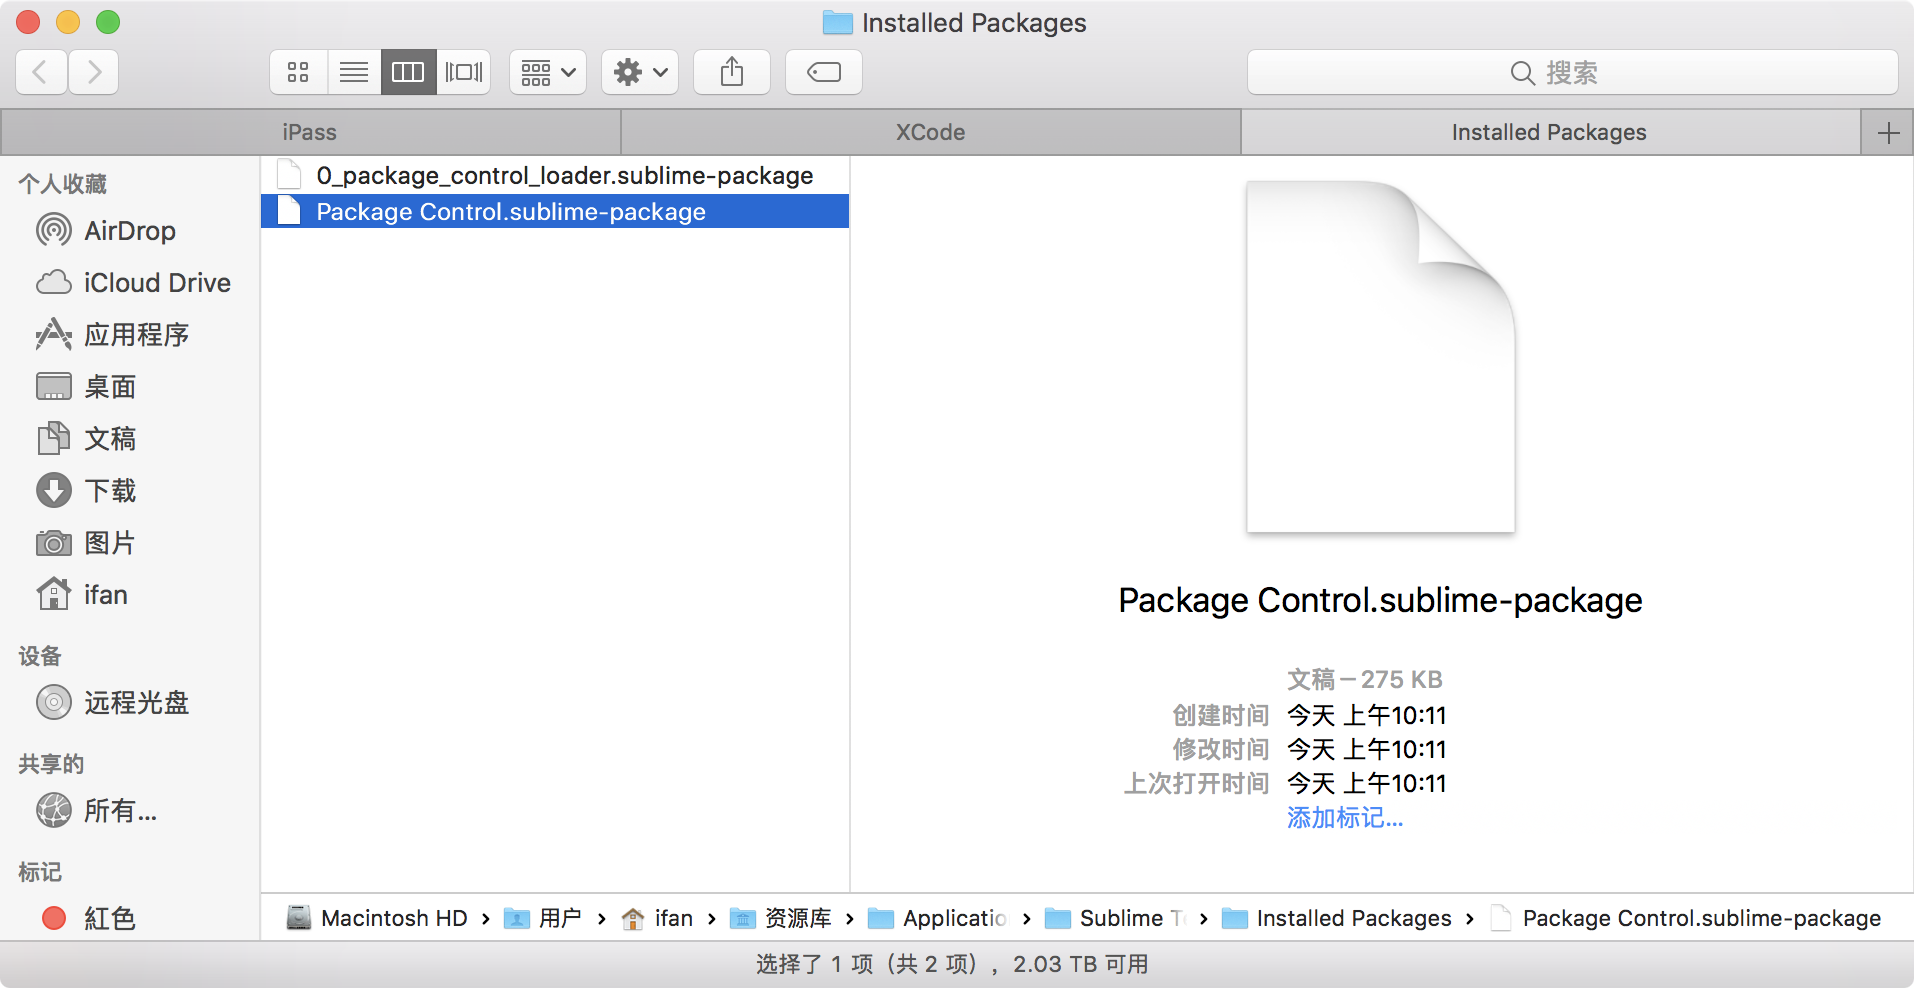 Installed Packages
搜索
iPass
XCode
Installed Packages
个人收藏
AirDrop
iCloud Drive
应用程序
桌面
文稿
下载
图片
ifan
设备
远程光盘
共享的
所有...
标记
紅色
0_package_control_loader.sublime-package
Package Control.sublime-package
Package Control.sublime-package
文稿 – 275 KB
创建时间 今天 上午10:11
修改时间 今天 上午10:11
上次打开时间 今天 上午10:11
添加标记...
Macintosh HD › 用户 › ifan › 资源库 › Applicatio › Sublime T › Installed Packages › Package Control.sublime-package
选择了 1 项（共 2 项），2.03 TB 可用